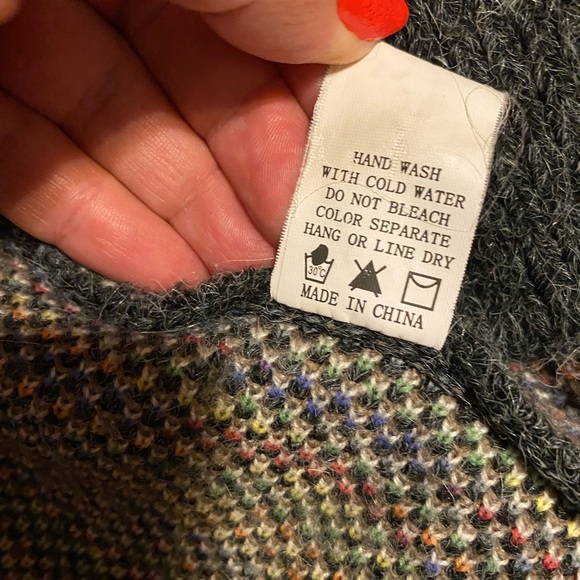 HAND WASH
WITH COLD WATER
DO NOT BLEACH
COLOR SEPARATE
HANG OR LINE DRY
30°C
MADE IN CHINA